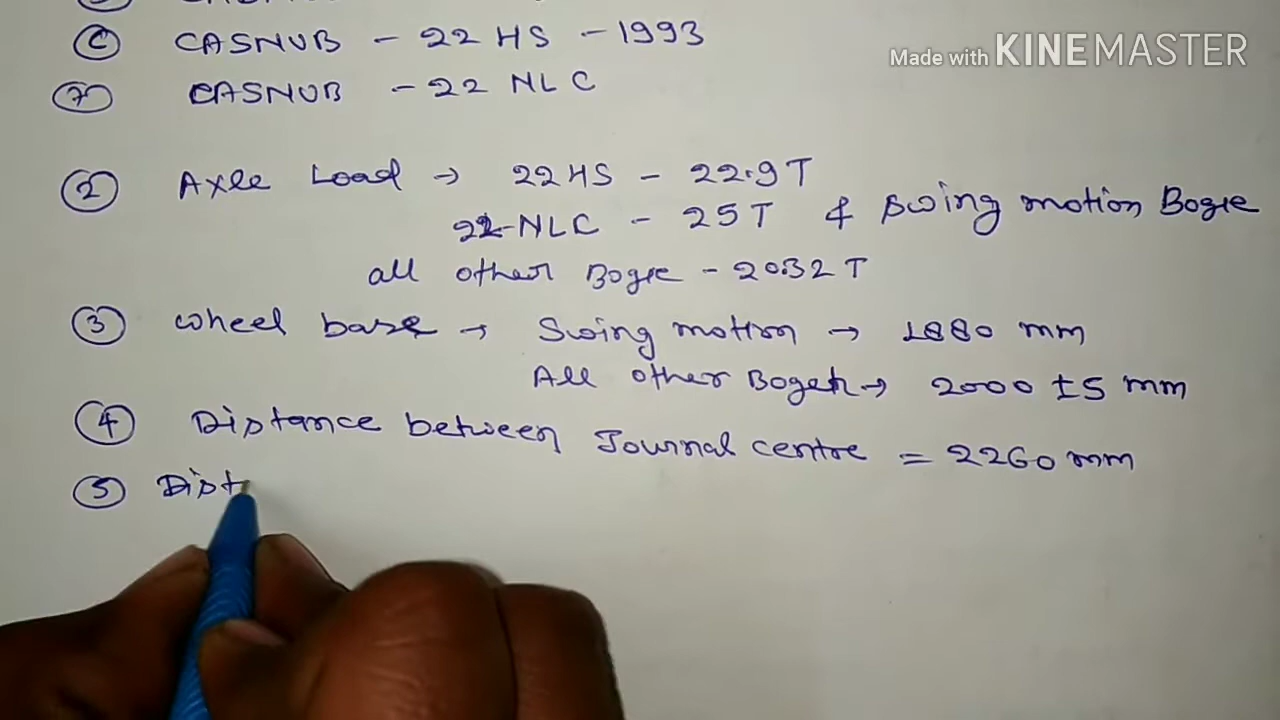 Made with KINEMASTER
Ⓒ CASNUB - 22 HS - 1993
⑦ CASNUB - 22 NLC
② Axle Load → 22HS - 22.9T
22-NLC - 25T & Swing motion Bogie
all other Bogie - 20.32 T
③ wheel base → Swing motion → 1880 mm
All other Bogeh → 2000 ±5 mm
④ Distance between Journal centre = 2260 mm
⑤ Dist